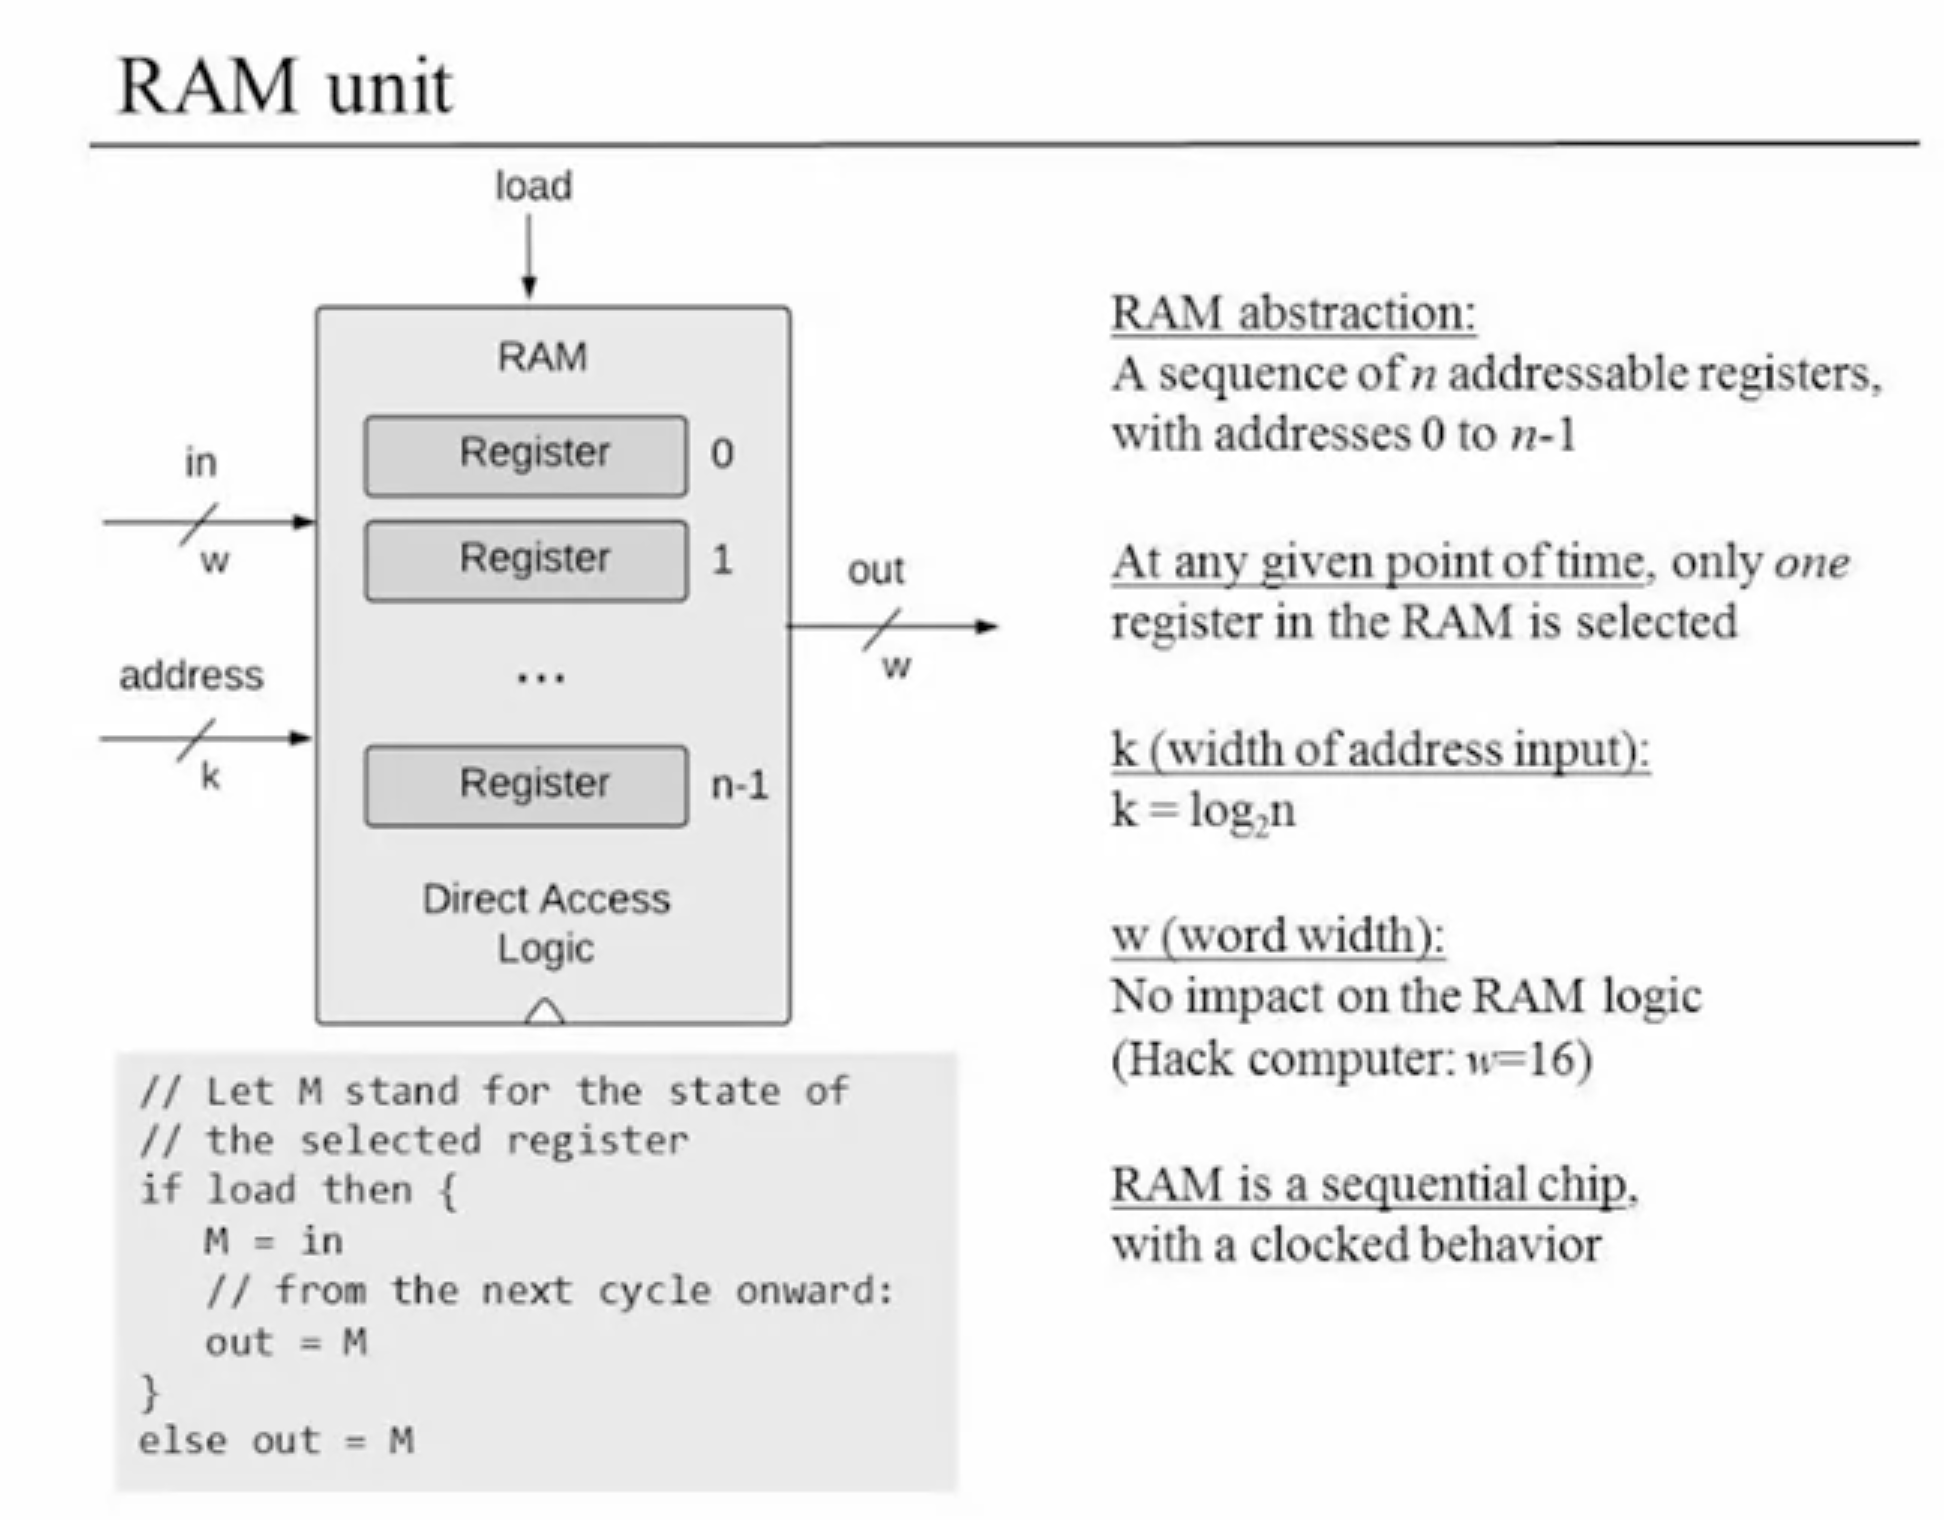 RAM unit
load
RAM
Register 0
Register 1
...
Register n-1
Direct Access
Logic
in
w
address
k
out
w
// Let M stand for the state of
// the selected register
if load then {
M = in
// from the next cycle onward:
out = M
}
else out = M
RAM abstraction:
A sequence of n addressable registers,
with addresses 0 to n-1
At any given point of time, only one
register in the RAM is selected
k (width of address input):
k = log₂n
w (word width):
No impact on the RAM logic
(Hack computer: w=16)
RAM is a sequential chip,
with a clocked behavior